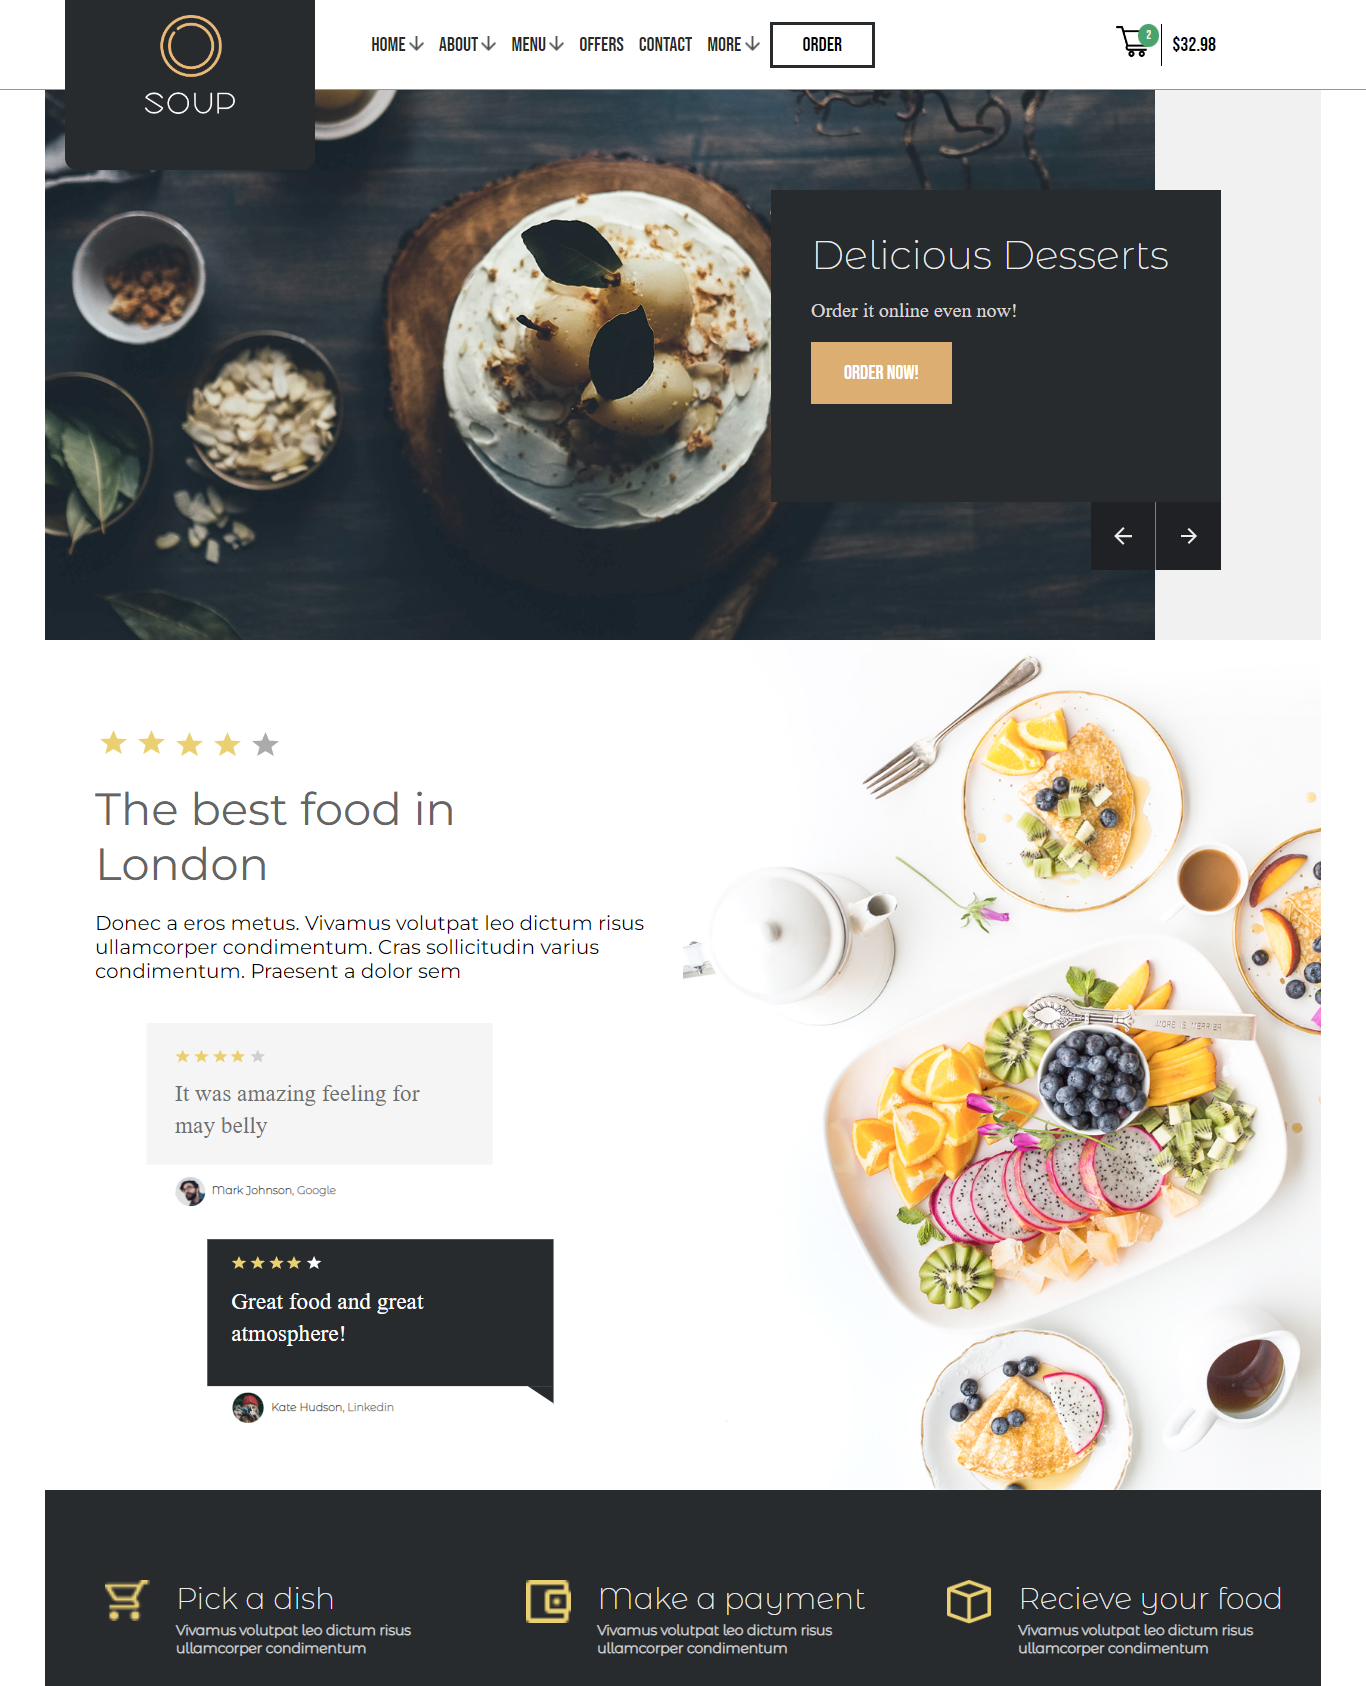 SOUP
HOME ABOUT MENU OFFERS CONTACT MORE ORDER
2 $32.98
Delicious Desserts
Order it online even now!
ORDER NOW!
The best food in
London
Donec a eros metus. Vivamus volutpat leo dictum risus
ullamcorper condimentum. Cras sollicitudin varius
condimentum. Praesent a dolor sem
MORE IS MERRIER
It was amazing feeling for
may belly
Mark Johnson, Google
Great food and great
atmosphere!
Kate Hudson, Linkedin
Pick a dish
Vivamus volutpat leo dictum risus
ullamcorper condimentum
Make a payment
Vivamus volutpat leo dictum risus
ullamcorper condimentum
Recieve your food
Vivamus volutpat leo dictum risus
ullamcorper condimentum